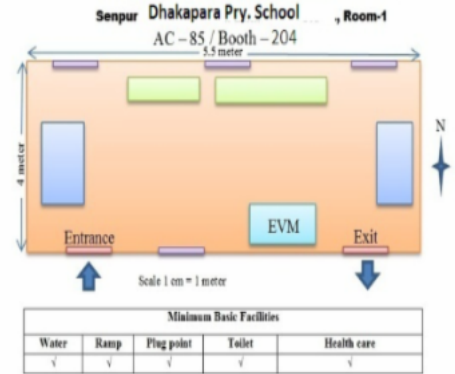 Senpur Dhakapara Pry. School , Room-1
AC – 85 / Booth – 204
5.5 meter
4 meter
N
EVM
Entrance
Exit
Scale 1 cm = 1 meter
Minimum Basic Facilities
Water Ramp Plug point Toilet Health care
√ √ √ √ √